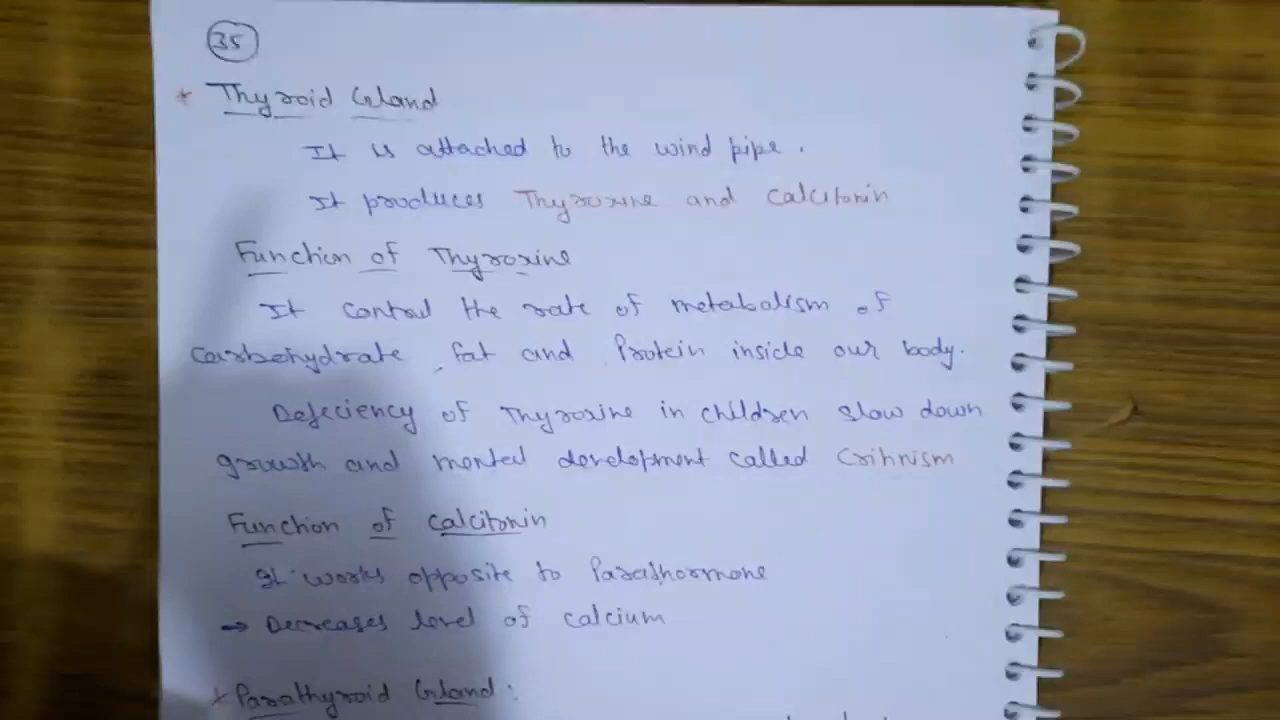 35
* Thyroid Gland
It is attached to the wind pipe.
It produces Thyroxine and Calcitonin
Function of Thyroxine
It control the rate of metabolism of
carbohydrate, fat and Protein inside our body.
Deficiency of Thyroxine in children slow down
growth and mental development called Critinism
Function of Calcitonin
It works opposite to Parathormone
→ Decreases level of calcium
* Parathyroid Gland: